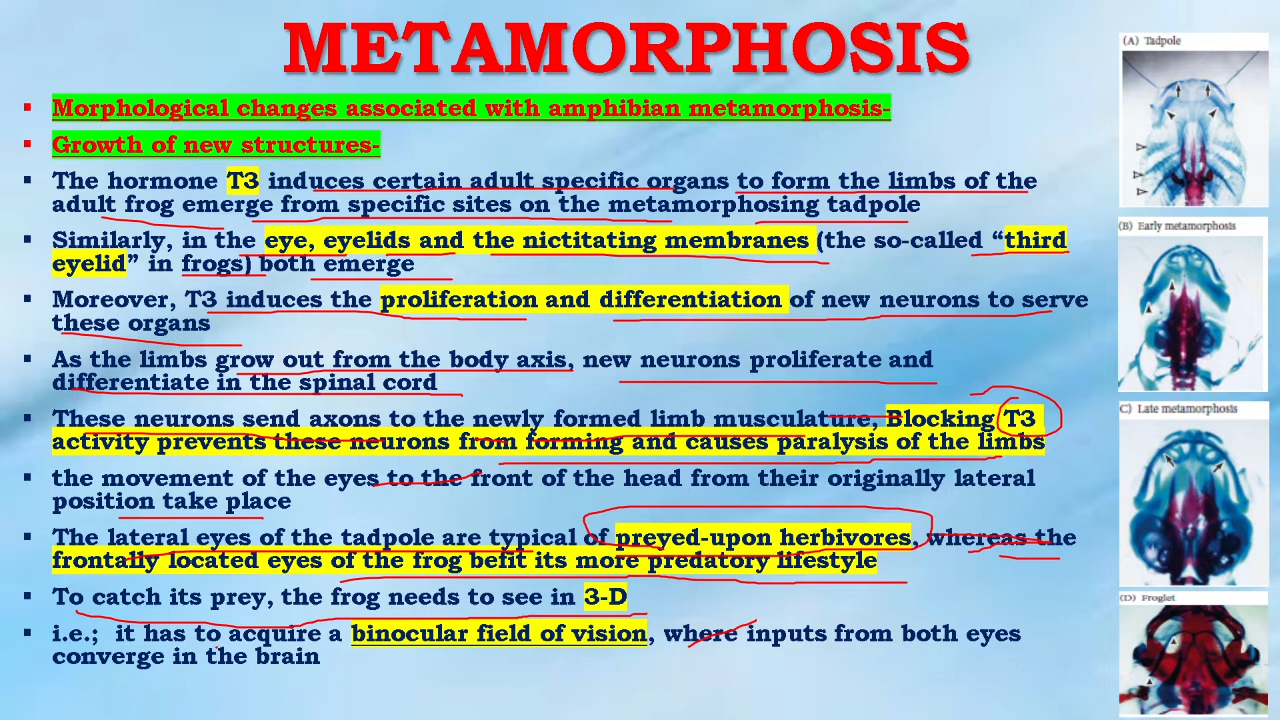 METAMORPHOSIS
Morphological changes associated with amphibian metamorphosis-
Growth of new structures-
The hormone T3 induces certain adult specific organs to form the limbs of the
adult frog emerge from specific sites on the metamorphosing tadpole
Similarly, in the eye, eyelids and the nictitating membranes (the so-called “third
eyelid” in frogs) both emerge
Moreover, T3 induces the proliferation and differentiation of new neurons to serve
these organs
As the limbs grow out from the body axis, new neurons proliferate and
differentiate in the spinal cord
These neurons send axons to the newly formed limb musculature, Blocking T3
activity prevents these neurons from forming and causes paralysis of the limbs
the movement of the eyes to the front of the head from their originally lateral
position take place
The lateral eyes of the tadpole are typical of preyed-upon herbivores, whereas the
frontally located eyes of the frog befit its more predatory lifestyle
To catch its prey, the frog needs to see in 3-D
i.e.; it has to acquire a binocular field of vision, where inputs from both eyes
converge in the brain
(A) Tadpole
(B) Early metamorphosis
C) Late metamorphosis
(D) Froglet